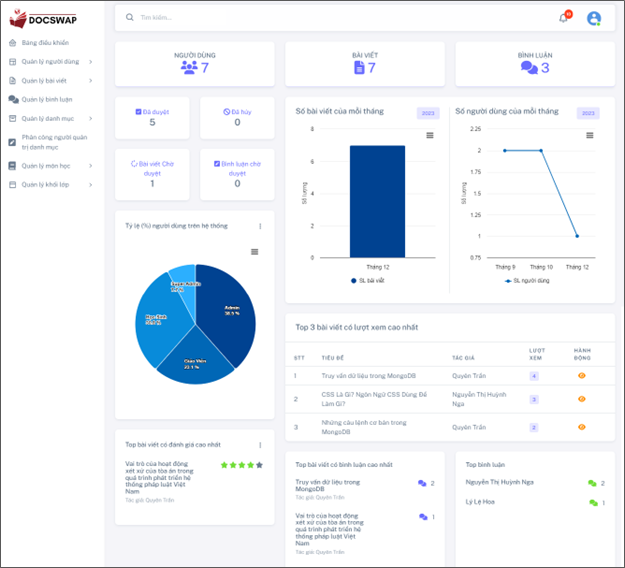 DOCSWAP
Tìm kiếm...
Bảng điều khiển
Quản lý người dùng
Quản lý bài viết
Quản lý bình luận
Quản lý danh mục
Phân công người quản
trị danh mục
Quản lý môn học
Quản lý khối lớp
NGƯỜI DÙNG
7
BÀI VIẾT
7
BÌNH LUẬN
3
Đã duyệt
5
Đã hủy
0
Bài viết Chờ
duyệt
1
Bình luận chờ
duyệt
0
Số bài viết của mỗi tháng
2023
8
6
4
2
0
Số lượng
Tháng 12
SL bài viết
Số người dùng của mỗi tháng
2023
2.25
2
1.75
1.5
1.25
1
0.75
Số lượng
Tháng 9
Tháng 10
Tháng 12
SL người dùng
Tỷ lệ (%) người dùng trên hệ thống
Admin
38.5 %
Giáo Viên
23.1 %
Top 3 bài viết có lượt xem cao nhất
STT
TIÊU ĐỀ
TÁC GIẢ
LƯỢT
XEM
HÀNH
ĐỘNG
1
Truy vấn dữ liệu trong MongoDB
Quyên Trần
4
2
CSS Là Gì? Ngôn Ngữ CSS Dùng Để
Làm Gì?
Nguyễn Thị Huỳnh
Nga
3
3
Những câu lệnh cơ bản trong
MongoDB
Quyên Trần
2
Top bài viết có đánh giá cao nhất
Vai trò của hoạt động
xét xử của tòa án trong
quá trình phát triển hệ
thống pháp luật Việt
Nam
Tác giả: Quyên Trần
Top bài viết có bình luận cao nhất
Truy vấn dữ liệu trong
MongoDB
2
Tác giả: Quyên Trần
Vai trò của hoạt động
xét xử của tòa án trong
quá trình phát triển hệ
thống pháp luật Việt
Nam
1
Tác giả: Quyên Trần
Top bình luận
Nguyễn Thị Huỳnh Nga
2
Lý Lệ Hoa
1